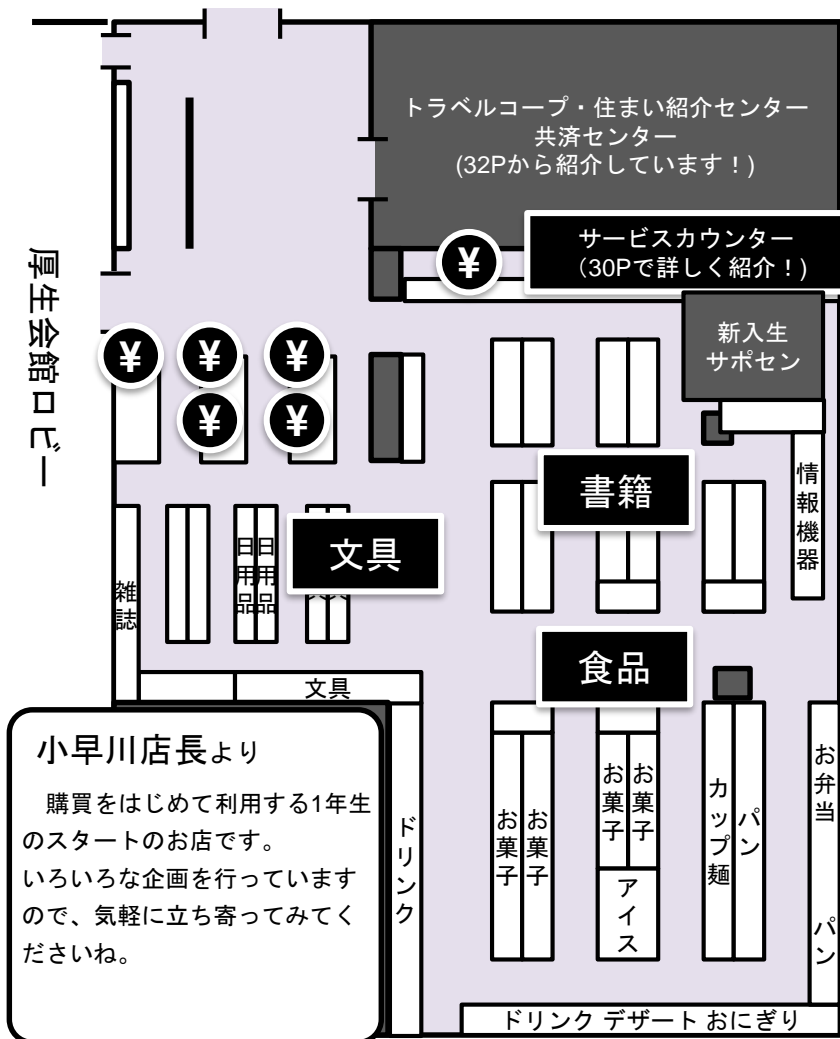 トラベルコープ・住まい紹介センター
共済センター
(32Pから紹介しています！)
サービスカウンター
（30Pで詳しく紹介！)
¥
新入生
サポセン
厚生会館ロビー
¥
¥
¥
¥
¥
書籍
情報機器
文具
日用品
日用品
雑誌
食品
文具
小早川店長より
購買をはじめて利用する1年生
のスタートのお店です。
いろいろな企画を行っています
ので、気軽に立ち寄ってみてく
ださいね。
ドリンク
お菓子
お菓子
お菓子
お菓子
アイス
カップ麺
パン
お弁当
パン
ドリンク デザート おにぎり